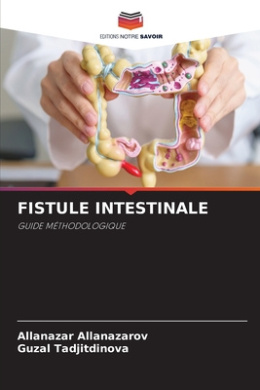 EDITIONS NOTRE SAVOIR
FISTULE INTESTINALE
GUIDE MÉTHODOLOGIQUE
Allanazar Allanazarov
Guzal Tadjitdinova